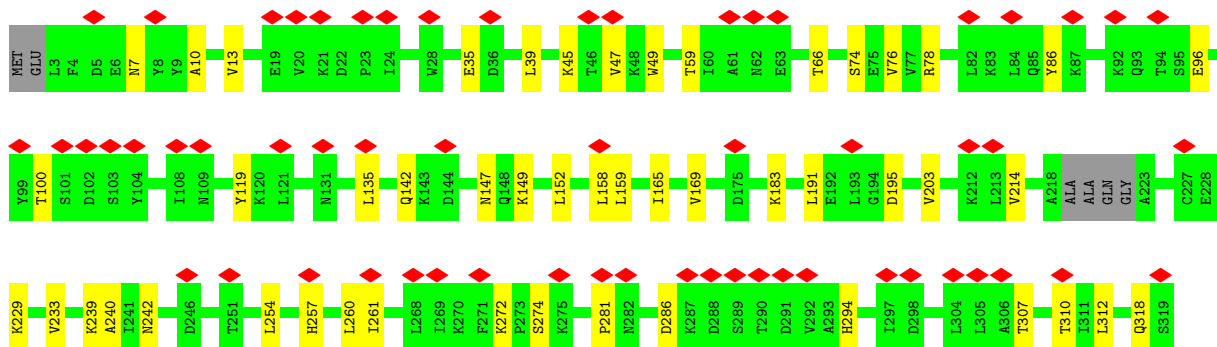 MET GLU L3 F4 D5 E6 N7 Y8 Y9 A10 V13 E19 V20 K21 D22 P23 I24 W28 E35 D36 L39 K45 T46 V47 K48 W49 T59 I60 A61 N62 E63 T66 S74 E75 V76 V77 R78 L82 K83 L84 Q85 Y86 K87 K92 Q93 T94 S95 E96
Y99 T100 S101 D102 S103 Y104 I108 N109 Y119 K120 L121 N131 L135 Q142 K143 D144 N147 Q148 K149 L152 L158 L159 I165 V169 D175 K183 L191 E192 L193 G194 D195 V203 K212 L213 V214 A218 ALA ALA GLN GLY A223 C227 E228
K229 V233 K239 A240 I241 N242 D246 T251 L254 H257 L260 I261 L268 I269 K270 F271 K272 P273 S274 K275 P281 N282 D286 K287 D288 S289 T290 D291 V292 A293 H294 I297 D298 L304 L305 A306 T307 T310 I311 L312 Q318 S319